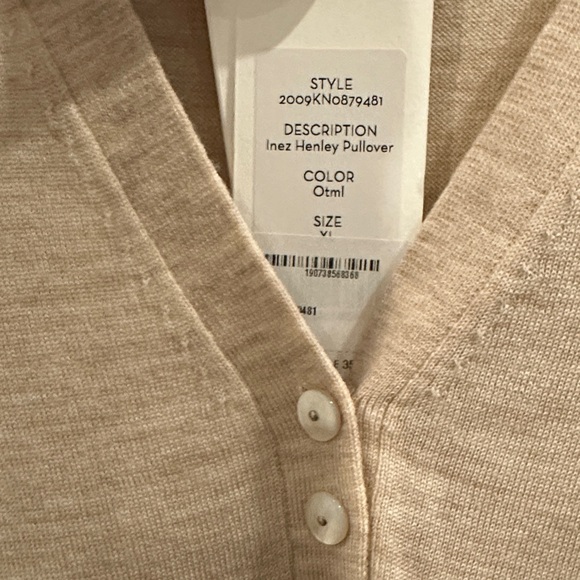 STYLE
2009KN0879481
DESCRIPTION
Inez Henley Pullover
COLOR
Otml
SIZE
190738568368